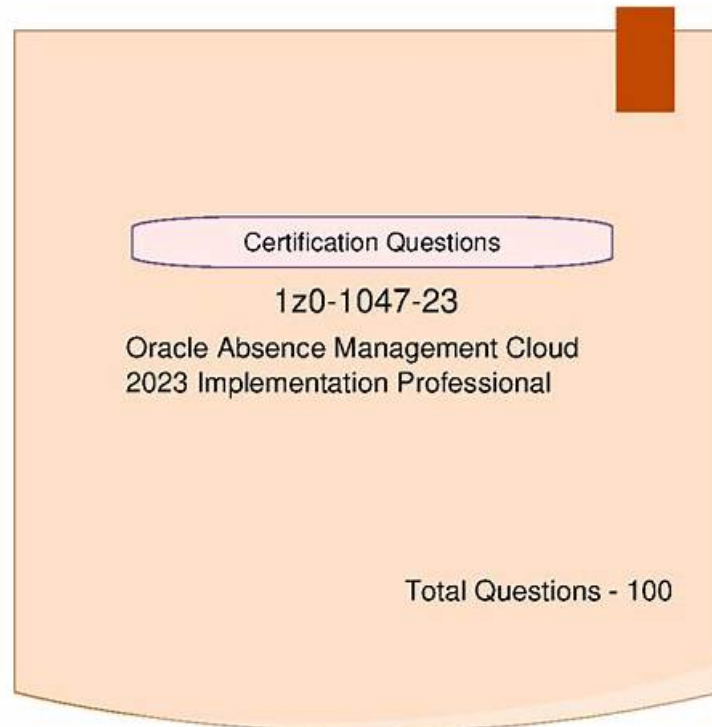 Certification Questions
1z0-1047-23
Oracle Absence Management Cloud
2023 Implementation Professional
Total Questions - 100